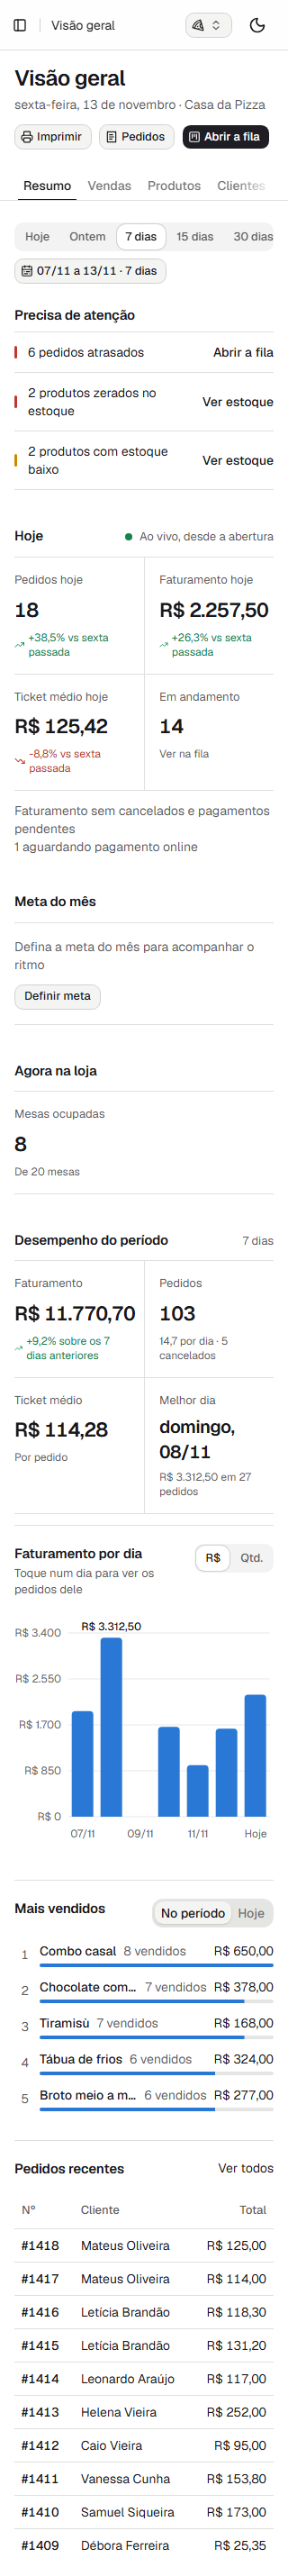 Visão geral
Visão geral
sexta-feira, 13 de novembro · Casa da Pizza
Imprimir
Pedidos
Abrir a fila
Resumo
Vendas
Produtos
Clientes
Hoje
Ontem
7 dias
15 dias
30 dias
07/11 a 13/11 · 7 dias
Precisa de atenção
6 pedidos atrasados
Abrir a fila
2 produtos zerados no
estoque
Ver estoque
2 produtos com estoque
baixo
Ver estoque
Hoje
Ao vivo, desde a abertura
Pedidos hoje
18
+38,5% vs sexta
passada
Faturamento hoje
R$ 2.257,50
+26,3% vs sexta
passada
Ticket médio hoje
R$ 125,42
-8,8% vs sexta
passada
Em andamento
14
Ver na fila
Faturamento sem cancelados e pagamentos
pendentes
1 aguardando pagamento online
Meta do mês
Defina a meta do mês para acompanhar o
ritmo
Definir meta
Agora na loja
Mesas ocupadas
8
De 20 mesas
Desempenho do período
7 dias
Faturamento
R$ 11.770,70
+9,2% sobre os 7
dias anteriores
Pedidos
103
14,7 por dia · 5
cancelados
Ticket médio
R$ 114,28
Por pedido
Melhor dia
domingo,
08/11
R$ 3.312,50 em 27
pedidos
Faturamento por dia
Toque num dia para ver os
pedidos dele
R$
Qtd.
R$ 3.312,50
R$ 3.400
R$ 2.550
R$ 1.700
R$ 850
R$ 0
07/11
09/11
11/11
Hoje
Mais vendidos
No período
Hoje
1 Combo casal 8 vendidos R$ 650,00
2 Chocolate com... 7 vendidos R$ 378,00
3 Tiramisù 7 vendidos R$ 168,00
4 Tábua de frios 6 vendidos R$ 324,00
5 Broto meio a m... 6 vendidos R$ 277,00
Pedidos recentes
Ver todos
N° Cliente Total
#1418 Mateus Oliveira R$ 125,00
#1417 Mateus Oliveira R$ 114,00
#1416 Letícia Brandão R$ 118,30
#1415 Letícia Brandão R$ 131,20
#1414 Leonardo Araújo R$ 117,00
#1413 Helena Vieira R$ 252,00
#1412 Caio Vieira R$ 95,00
#1411 Vanessa Cunha R$ 153,80
#1410 Samuel Siqueira R$ 173,00
#1409 Débora Ferreira R$ 25,35